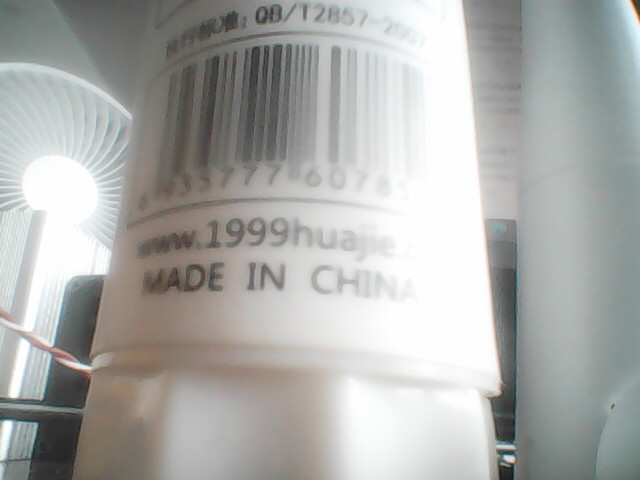 执行标准：QB/T2857-2007
6 935777 60785
www.1999huajie.c
MADE IN CHINA